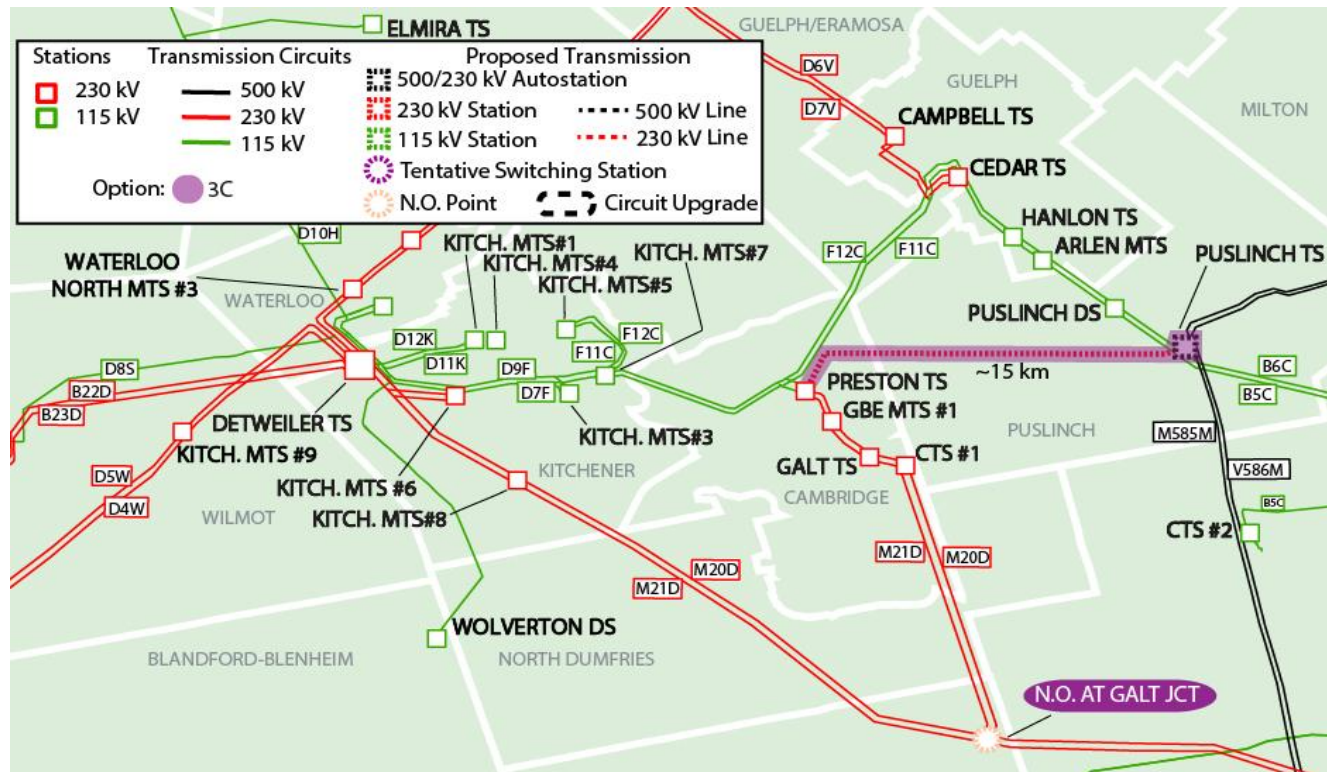 ELMIRA TS
GUELPH/ERAMOSA
Stations
Transmission Circuits
Proposed Transmission
230 kV
115 kV
500 kV
230 kV
115 kV
500/230 kV Autostation
230 kV Station
500 kV Line
115 kV Station
230 kV Line
Tentative Switching Station
Option:
3C
N.O. Point
Circuit Upgrade
D6V
D7V
GUELPH
MILTON
CAMPBELL TS
CEDAR TS
HANLON TS
ARLEN MTS
PUSLINCH TS
PUSLINCH DS
D10H
KITCH. MTS#1
KITCH. MTS#4
KITCH. MTS#5
KITCH. MTS#7
F12C
F11C
WATERLOO
NORTH MTS #3
WATERLOO
D12K
D11K
F12C
F11C
D9F
D7F
D8S
B22D
B23D
~15 km
B6C
B5C
PRESTON TS
GBE MTS #1
DETWEILER TS
KITCH. MTS #9
KITCH. MTS#3
PUSLINCH
M585M
V586M
KITCHENER
GALT TS
CTS #1
CAMBRIDGE
D5W
D4W
KITCH. MTS #6
KITCH. MTS#8
WILMOT
B5C
CTS #2
M21D
M20D
M21D
M20D
WOLVERTON DS
BLANDFORD-BLENHEIM
NORTH DUMFRIES
N.O. AT GALT JCT